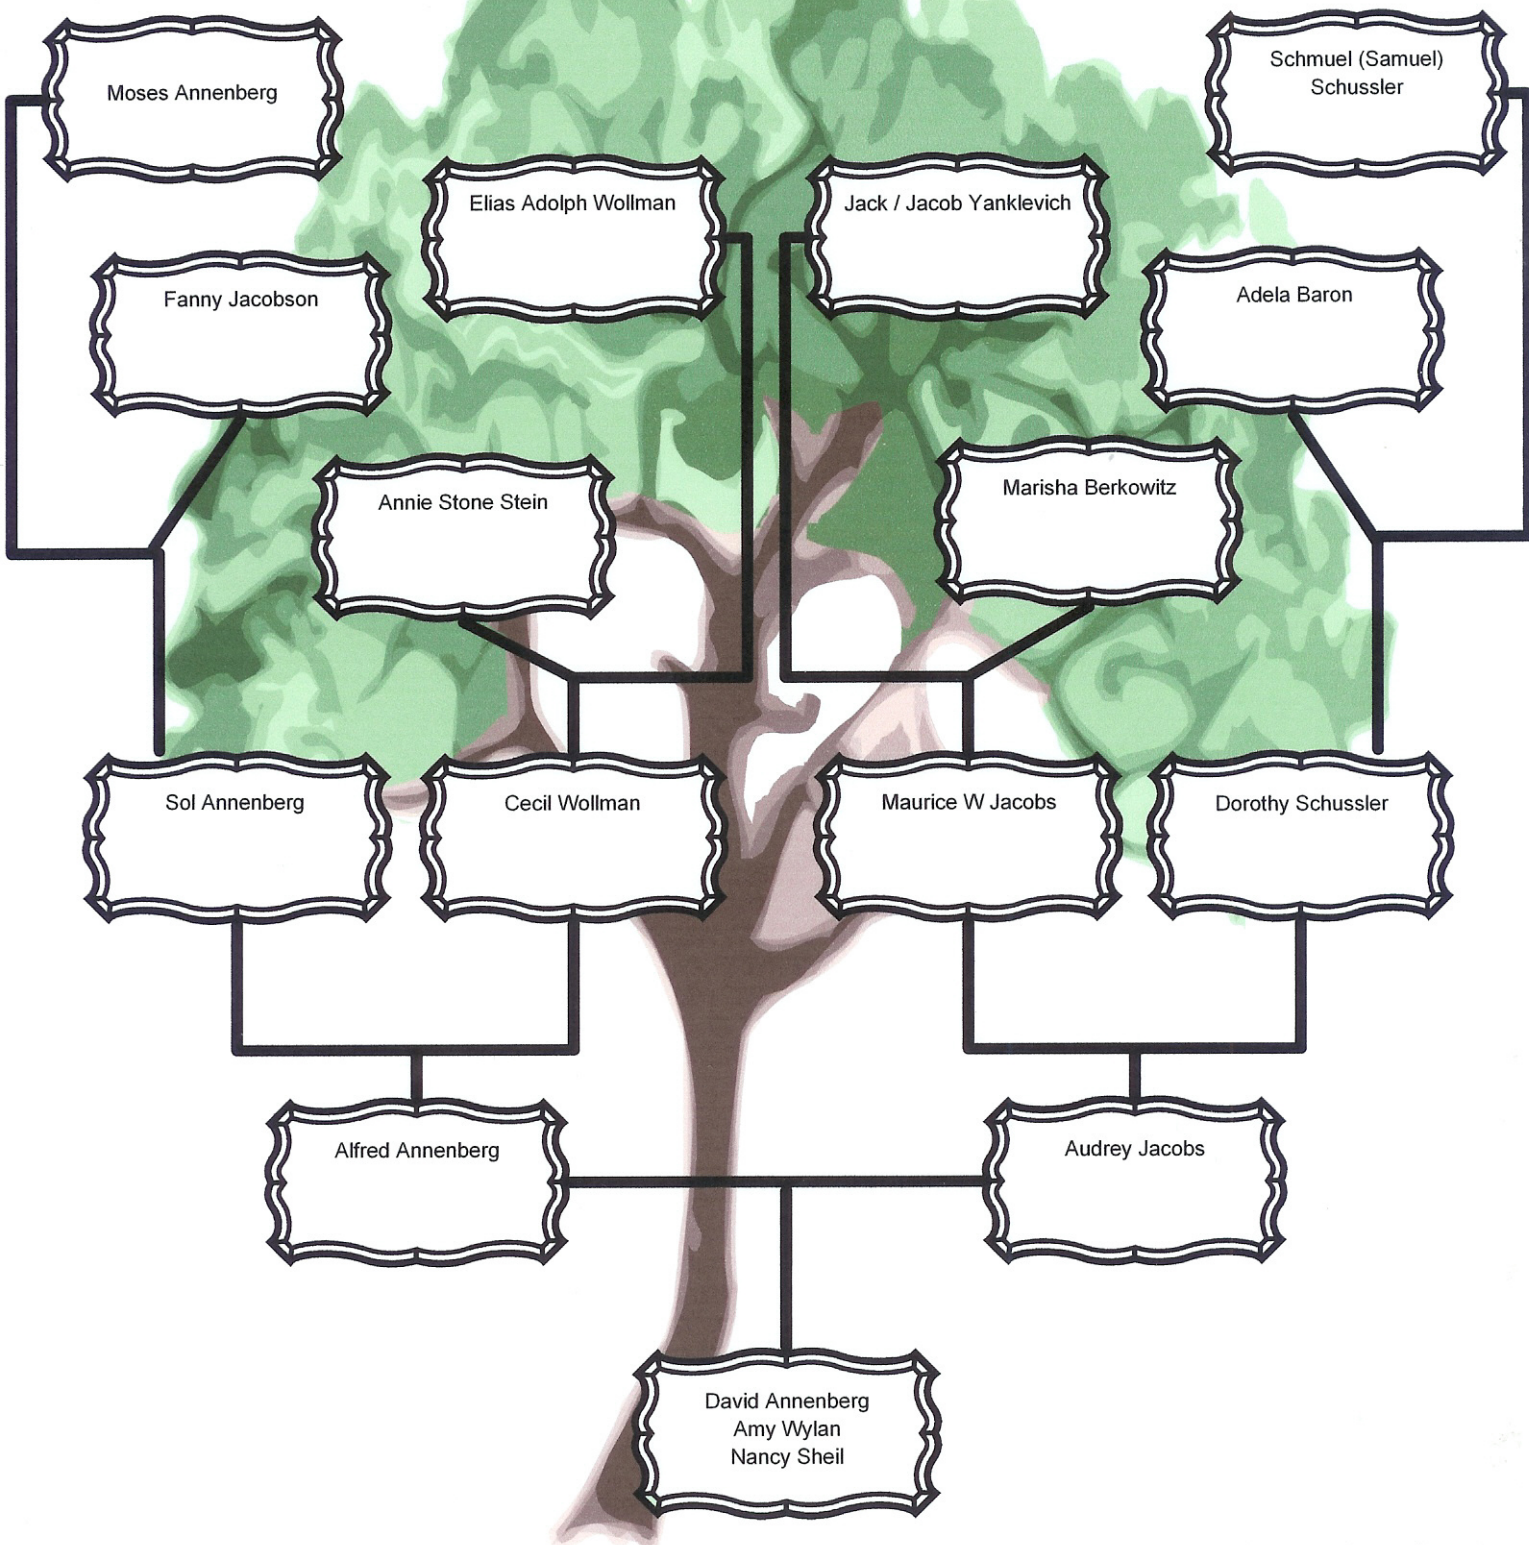 Moses Annenberg
Schmuel (Samuel)
Schussler
Elias Adolph Wollman
Jack / Jacob Yanklevich
Fanny Jacobson
Adela Baron
Annie Stone Stein
Marisha Berkowitz
Sol Annenberg
Cecil Wollman
Maurice W Jacobs
Dorothy Schussler
Alfred Annenberg
Audrey Jacobs
David Annenberg
Amy Wylan
Nancy Sheil